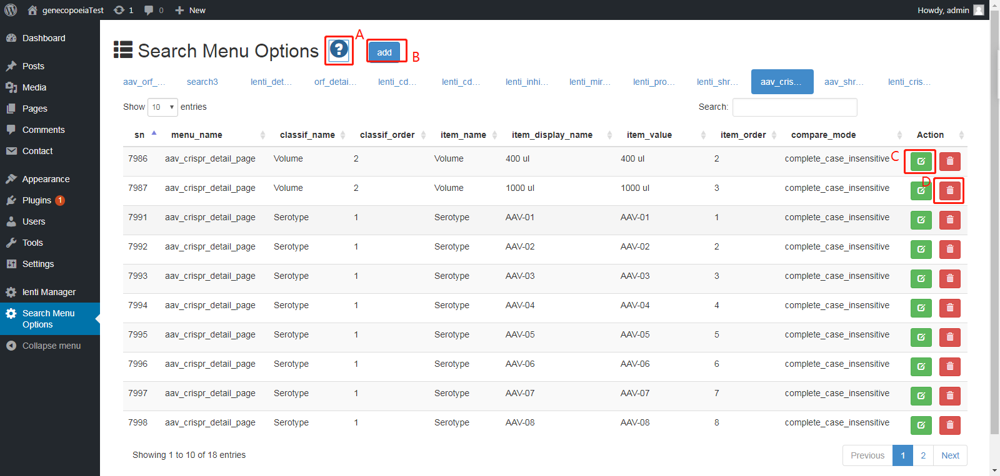 genecopoeiaTest 1 0 New Howdy, admin
Dashboard
Posts
Media
Pages
Comments
Contact
Appearance
Plugins 1
Users
Tools
Settings
lenti Manager
Search Menu
Options
Collapse menu
Search Menu Options ? A add B
aav_orf_... search3 lenti_det... orf_detai... lenti_cd... lenti_cd... lenti_inhi... lenti_mir... lenti_pro... lenti_shr... aav_cris... aav_shr... lenti_cris...
Show 10 entries Search:
sn menu_name classif_name classif_order item_name item_display_name item_value item_order compare_mode Action
7986 aav_crispr_detail_page Volume 2 Volume 400 ul 400 ul 2 complete_case_insensitive C
7987 aav_crispr_detail_page Volume 2 Volume 1000 ul 1000 ul 3 complete_case_insensitive D
7991 aav_crispr_detail_page Serotype 1 Serotype AAV-01 AAV-01 1 complete_case_insensitive
7992 aav_crispr_detail_page Serotype 1 Serotype AAV-02 AAV-02 2 complete_case_insensitive
7993 aav_crispr_detail_page Serotype 1 Serotype AAV-03 AAV-03 3 complete_case_insensitive
7994 aav_crispr_detail_page Serotype 1 Serotype AAV-04 AAV-04 4 complete_case_insensitive
7995 aav_crispr_detail_page Serotype 1 Serotype AAV-05 AAV-05 5 complete_case_insensitive
7996 aav_crispr_detail_page Serotype 1 Serotype AAV-06 AAV-06 6 complete_case_insensitive
7997 aav_crispr_detail_page Serotype 1 Serotype AAV-07 AAV-07 7 complete_case_insensitive
7998 aav_crispr_detail_page Serotype 1 Serotype AAV-08 AAV-08 8 complete_case_insensitive
Showing 1 to 10 of 18 entries Previous 1 2 Next